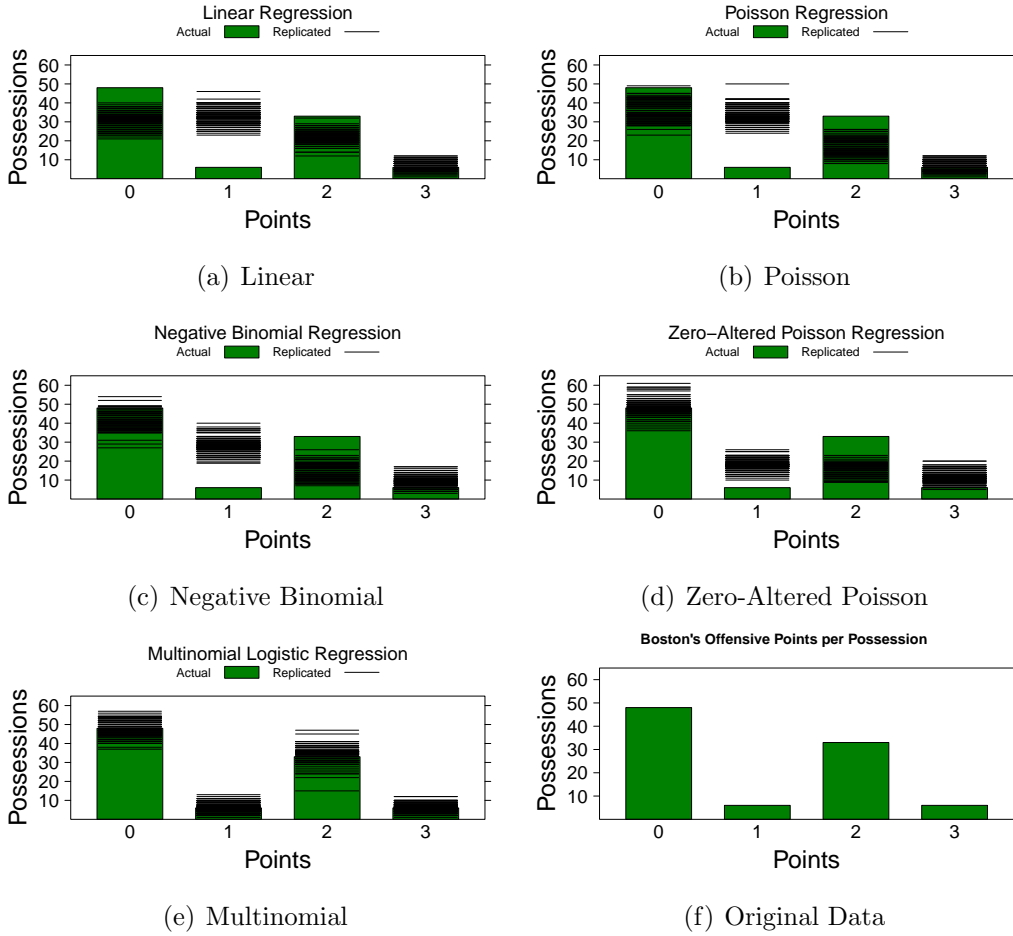 Linear Regression
Actual Replicated
Possessions
60
50
40
30
20
10
0 1 2 3
Points
(a) Linear
Poisson Regression
Actual Replicated
Possessions
60
50
40
30
20
10
0 1 2 3
Points
(b) Poisson
Negative Binomial Regression
Actual Replicated
Possessions
60
50
40
30
20
10
0 1 2 3
Points
(c) Negative Binomial
Zero−Altered Poisson Regression
Actual Replicated
Possessions
60
50
40
30
20
10
0 1 2 3
Points
(d) Zero-Altered Poisson
Multinomial Logistic Regression
Actual Replicated
Possessions
60
50
40
30
20
10
0 1 2 3
Points
(e) Multinomial
Boston's Offensive Points per Possession
Possessions
60
50
40
30
20
10
0 1 2 3
Points
(f) Original Data